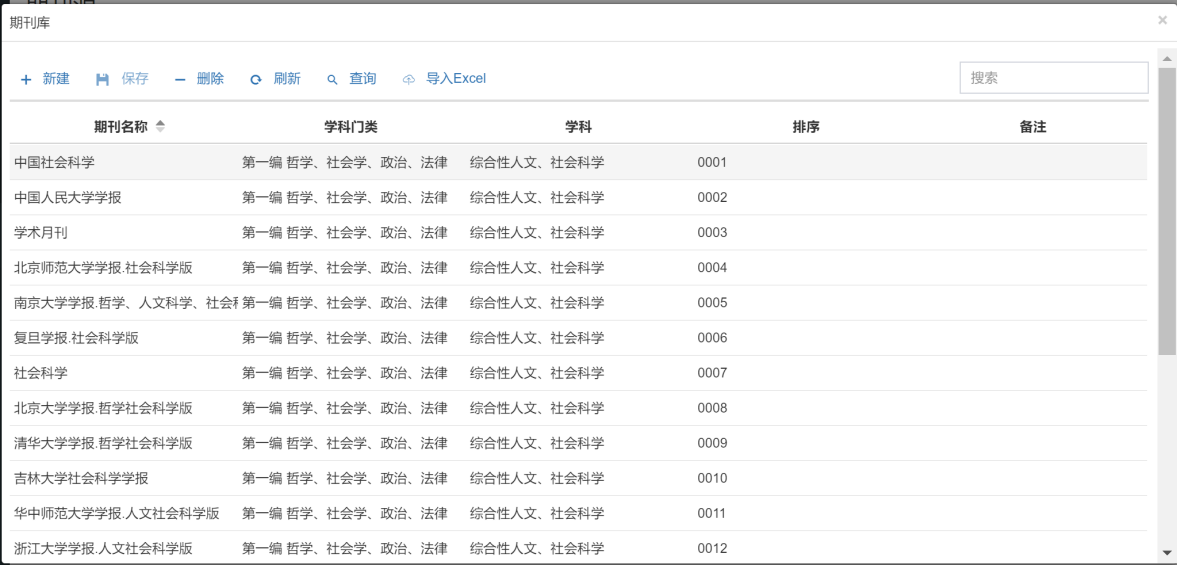 期刊库 ×
新建 保存 删除 刷新 查询 导入Excel 搜索
期刊名称 学科门类 学科 排序 备注
中国社会科学 第一编 哲学、社会学、政治、法律 综合性人文、社会科学 0001
中国人民大学学报 第一编 哲学、社会学、政治、法律 综合性人文、社会科学 0002
学术月刊 第一编 哲学、社会学、政治、法律 综合性人文、社会科学 0003
北京师范大学学报.社会科学版 第一编 哲学、社会学、政治、法律 综合性人文、社会科学 0004
南京大学学报.哲学、人文科学、社会 第一编 哲学、社会学、政治、法律 综合性人文、社会科学 0005
复旦学报.社会科学版 第一编 哲学、社会学、政治、法律 综合性人文、社会科学 0006
社会科学 第一编 哲学、社会学、政治、法律 综合性人文、社会科学 0007
北京大学学报.哲学社会科学版 第一编 哲学、社会学、政治、法律 综合性人文、社会科学 0008
清华大学学报.哲学社会科学版 第一编 哲学、社会学、政治、法律 综合性人文、社会科学 0009
吉林大学社会科学学报 第一编 哲学、社会学、政治、法律 综合性人文、社会科学 0010
华中师范大学学报.人文社会科学版 第一编 哲学、社会学、政治、法律 综合性人文、社会科学 0011
浙江大学学报.人文社会科学版 第一编 哲学、社会学、政治、法律 综合性人文、社会科学 0012